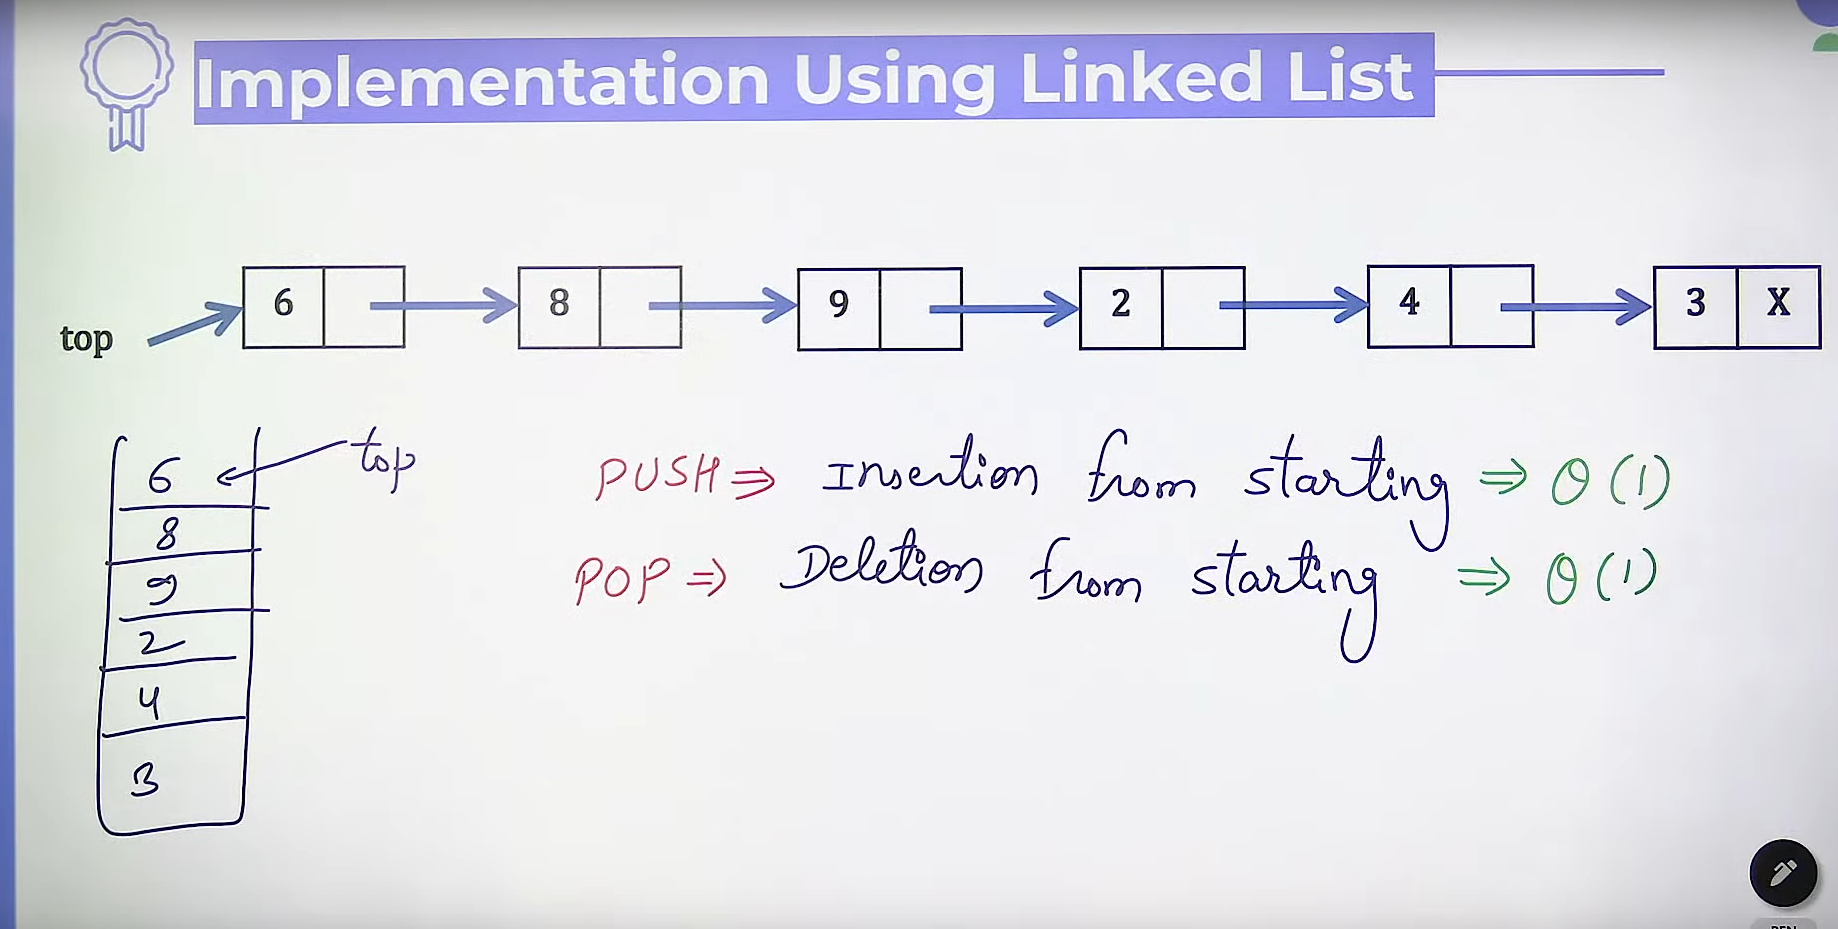 Implementation Using Linked List
top 6 8 9 2 4 3 X
6 top
8
9
2
4
3
PUSH ⇒ Insertion from starting ⇒ O(1)
POP ⇒ Deletion from starting ⇒ O(1)